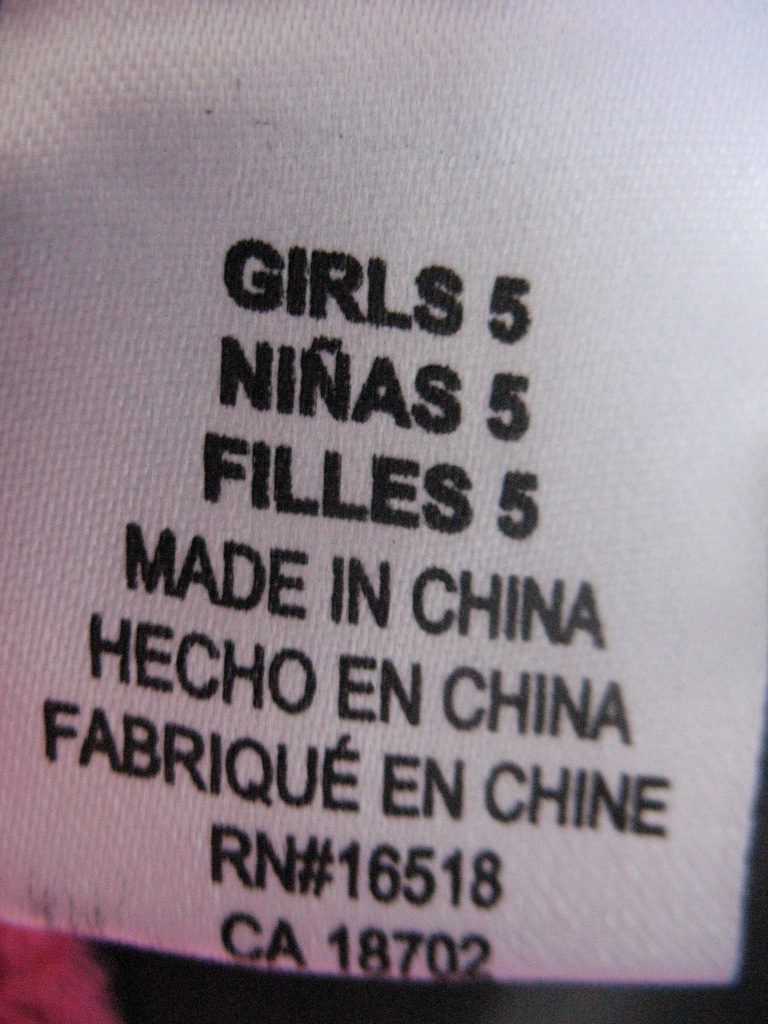 GIRLS 5
NIÑAS 5
FILLES 5
MADE IN CHINA
HECHO EN CHINA
FABRIQUÉ EN CHINE
RN#16518
CA 18702